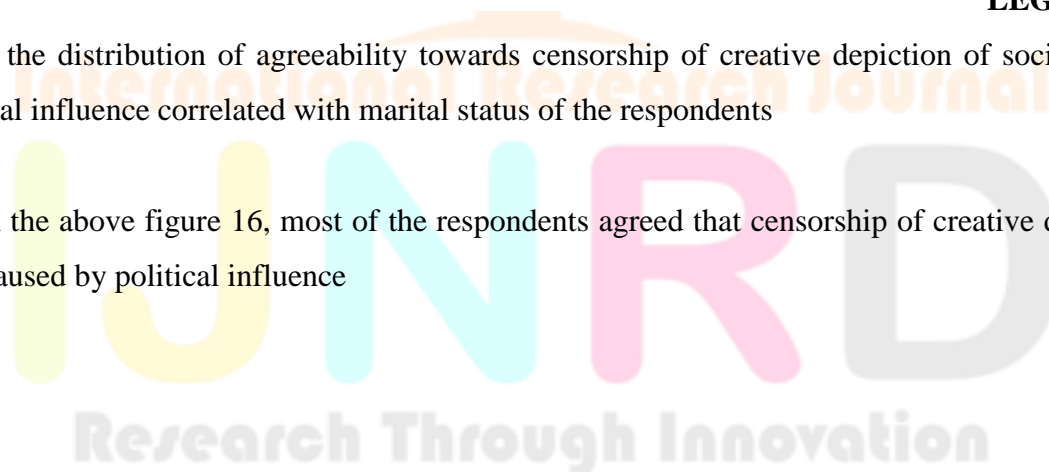 LEG
the distribution of agreeability towards censorship of creative depiction of soci
International Research Journal
al influence correlated with marital status of the respondents
IJNRD
the above figure 16, most of the respondents agreed that censorship of creative
aused by political influence
Research Through Innovation